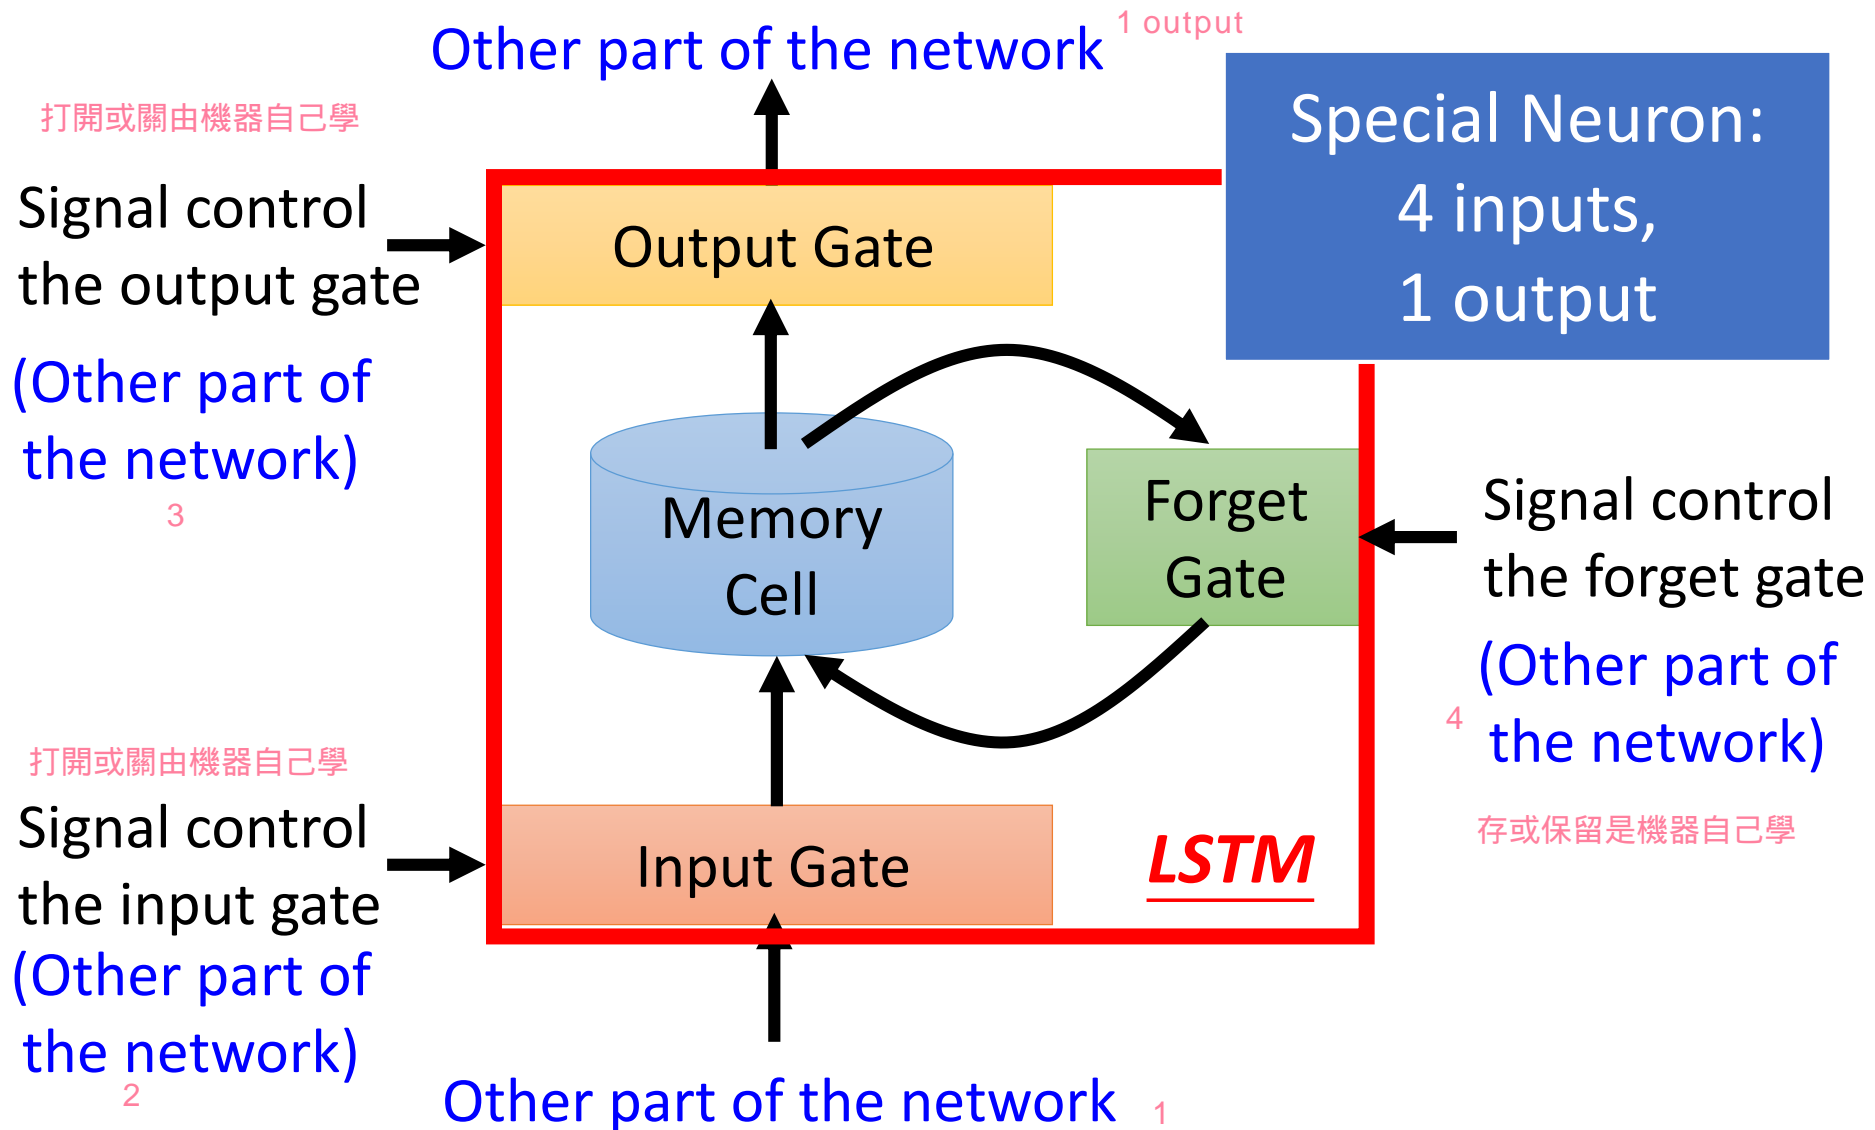 Other part of the network
1 output
Special Neuron:
4 inputs,
1 output
打開或關由機器自己學
Signal control
the output gate
(Other part of
the network)
3
Output Gate
Memory
Cell
Forget
Gate
Signal control
the forget gate
(Other part of
the network)
4
存或保留是機器自己學
打開或關由機器自己學
Signal control
the input gate
(Other part of
the network)
2
Input Gate
LSTM
Other part of the network
1